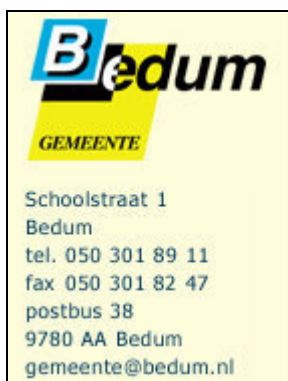 Bedum
GEMEENTE
Schoolstraat 1
Bedum
tel. 050 301 89 11
fax 050 301 82 47
postbus 38
9780 AA Bedum
gemeente@bedum.nl